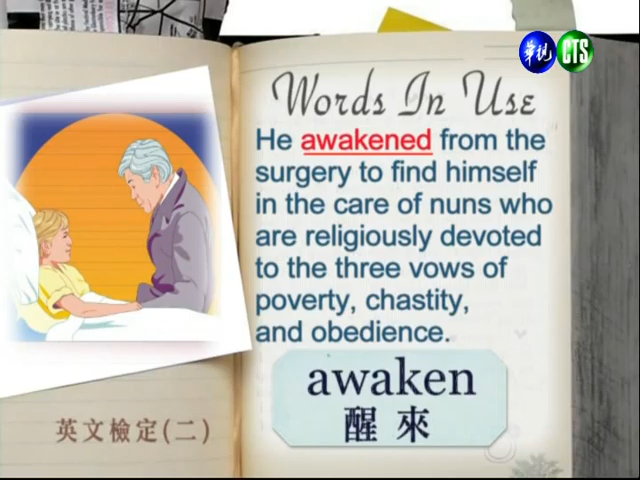 華視 CTS
Words In Use
He awakened from the
surgery to find himself
in the care of nuns who
are religiously devoted
to the three vows of
poverty, chastity,
and obedience.
awaken
醒來
英文檢定(二)